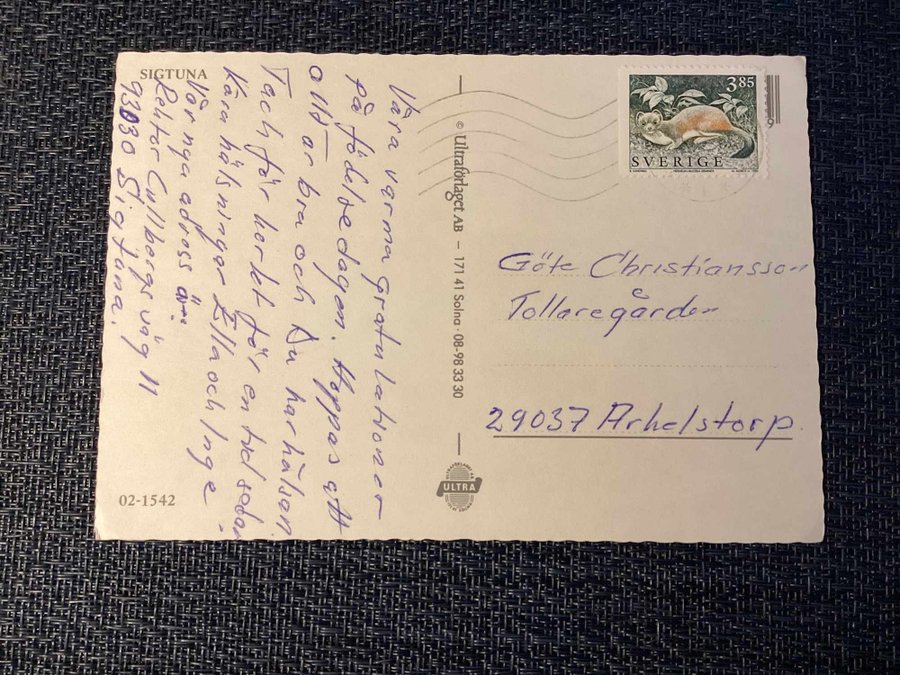 SIGTUNA
Våra varma gratulationer
på födelsedagen. Hoppas att
allt är bra och du har hälsan.
Tack för kortet för en tid sedan
Kära hälsningar Ella och Inge
Vår nya adress är:
Rektor Cullbergs väg 11
93030 Sigtuna.
02-1542
© Ultraförlaget AB – 171 41 Solna · 08-98 33 30
ULTRA
3.85
SVERIGE
Göte Christiansson
Tollaregården
29037 Arkelstorp.